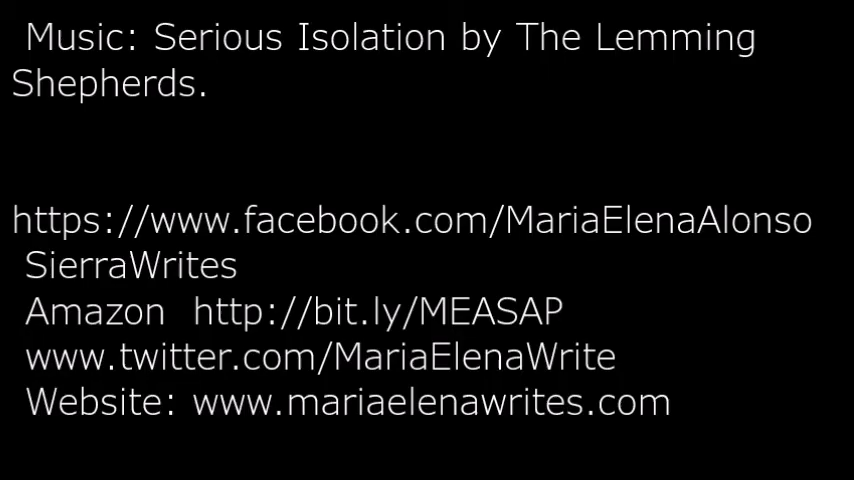 Music: Serious Isolation by The Lemming
Shepherds.
https://www.facebook.com/MariaElenaAlonso
SierraWrites
Amazon http://bit.ly/MEASAP
www.twitter.com/MariaElenaWrite
Website: www.mariaelenawrites.com